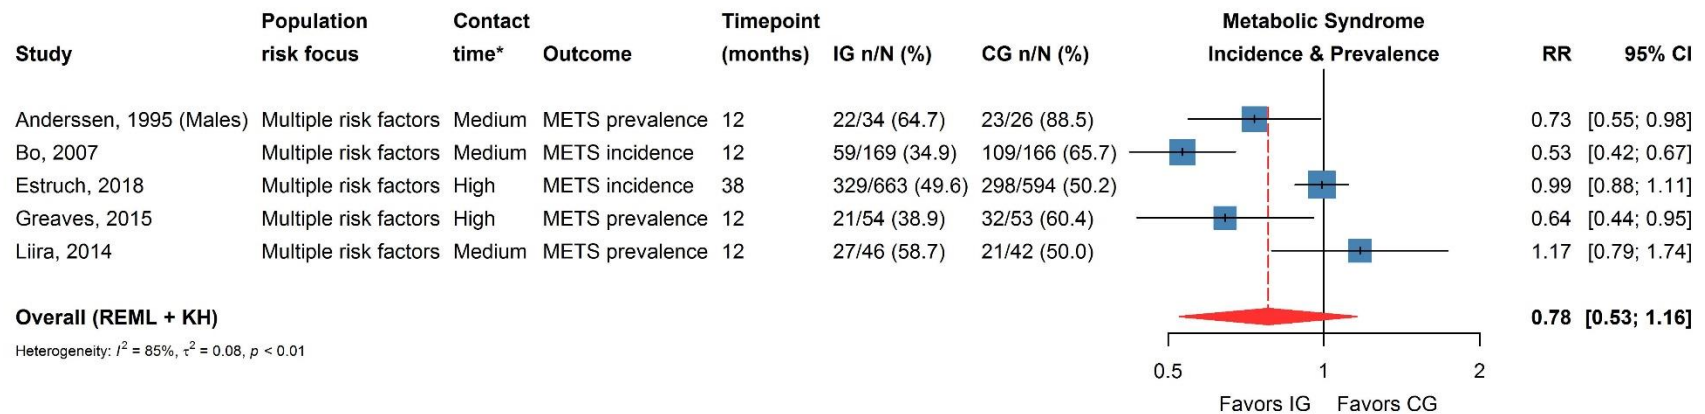 Population Contact Timepoint Metabolic Syndrome
Study risk focus time* Outcome (months) IG n/N (%) CG n/N (%) Incidence & Prevalence RR 95% CI
Anderssen, 1995 (Males) Multiple risk factors Medium METS prevalence 12 22/34 (64.7) 23/26 (88.5) 0.73 [0.55; 0.98]
Bo, 2007 Multiple risk factors Medium METS incidence 12 59/169 (34.9) 109/166 (65.7) 0.53 [0.42; 0.67]
Estruch, 2018 Multiple risk factors High METS incidence 38 329/663 (49.6) 298/594 (50.2) 0.99 [0.88; 1.11]
Greaves, 2015 Multiple risk factors High METS prevalence 12 21/54 (38.9) 32/53 (60.4) 0.64 [0.44; 0.95]
Liira, 2014 Multiple risk factors Medium METS prevalence 12 27/46 (58.7) 21/42 (50.0) 1.17 [0.79; 1.74]
Overall (REML + KH) 0.78 [0.53; 1.16]
Heterogeneity: I² = 85%, τ² = 0.08, p < 0.01
0.5 1 2
Favors IG Favors CG